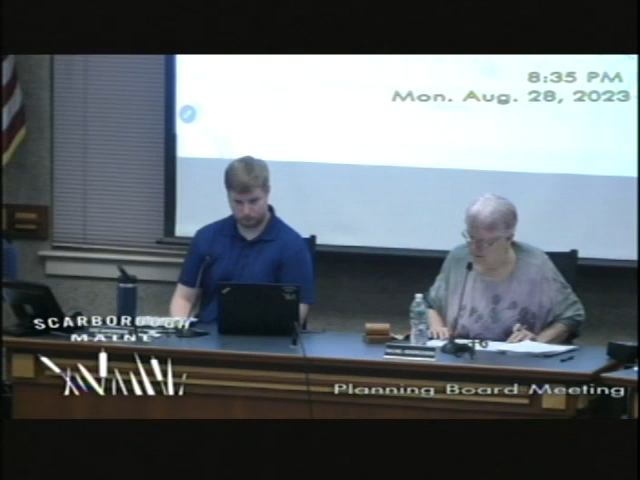 8:35 PM
Mon. Aug. 28, 2023
SCARBOROUGH
MAINE
Planning Board Meeting